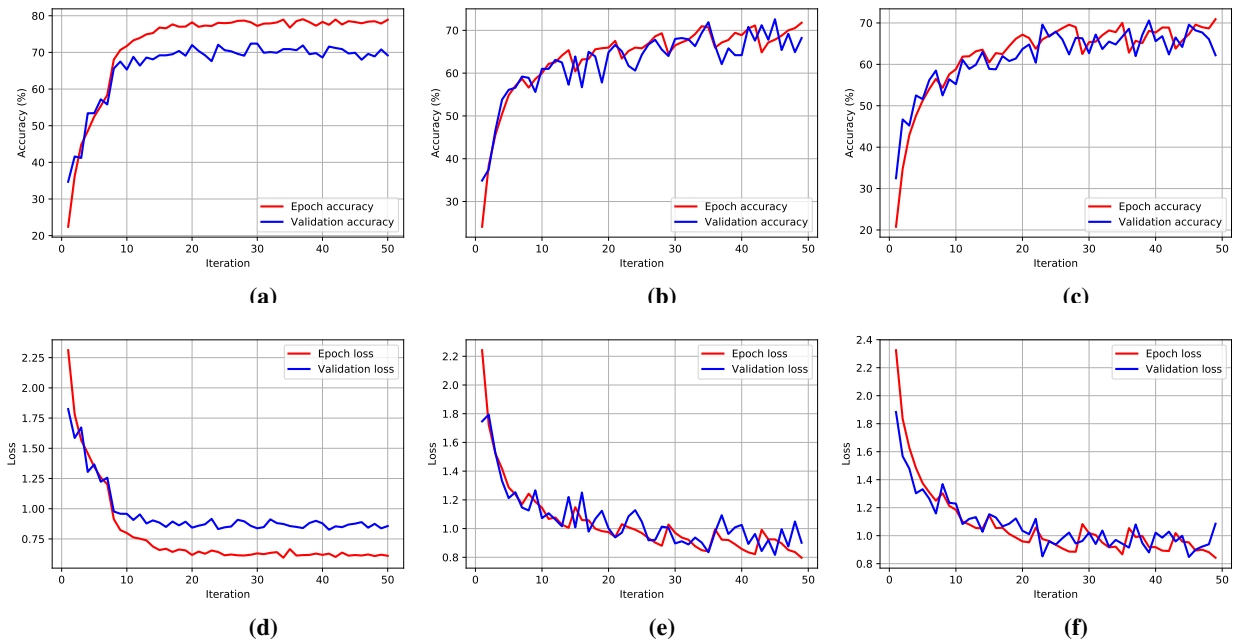 80
70
60
50
40
30
20
Accuracy (%)
0 10 20 30 40 50
Iteration
Epoch accuracy
Validation accuracy
(a)
70
60
50
40
30
Accuracy (%)
0 10 20 30 40 50
Iteration
Epoch accuracy
Validation accuracy
(b)
70
60
50
40
30
20
Accuracy (%)
0 10 20 30 40 50
Iteration
Epoch accuracy
Validation accuracy
(c)
2.25
2.00
1.75
1.50
1.25
1.00
0.75
Loss
0 10 20 30 40 50
Iteration
Epoch loss
Validation loss
(d)
2.2
2.0
1.8
1.6
1.4
1.2
1.0
0.8
Loss
0 10 20 30 40 50
Iteration
Epoch loss
Validation loss
(e)
2.4
2.2
2.0
1.8
1.6
1.4
1.2
1.0
0.8
Loss
0 10 20 30 40 50
Iteration
Epoch loss
Validation loss
(f)